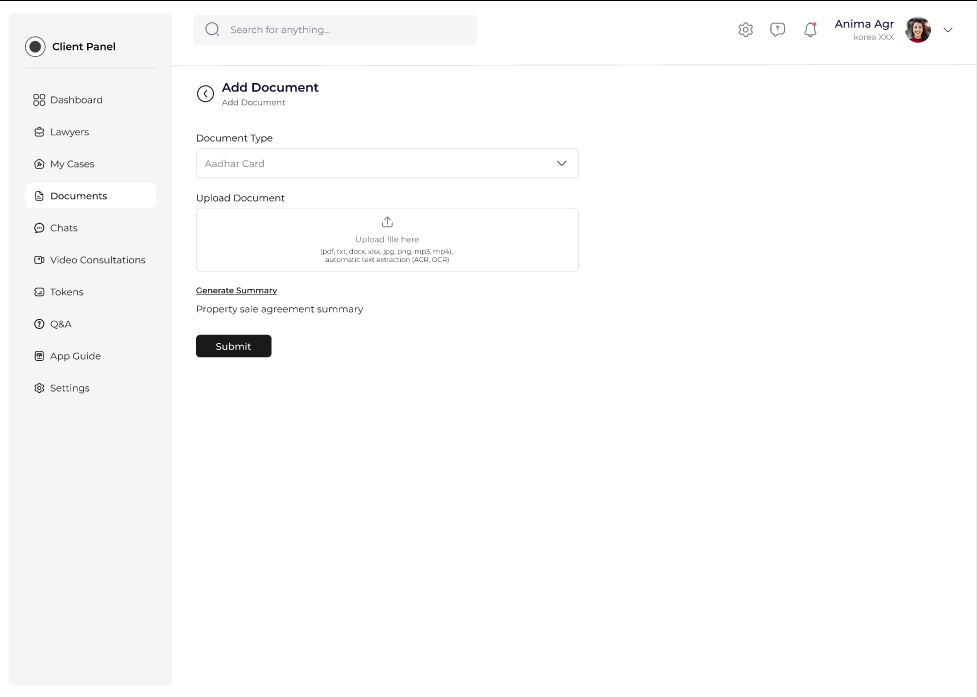 Client Panel
Search for anything...
Anima Agr
korea XXX
Dashboard
Lawyers
My Cases
Documents
Chats
Video Consultations
Tokens
Q&A
App Guide
Settings
Add Document
Add Document
Document Type
Aadhar Card
Upload Document
Upload file here
(pdf, txt, docx, xlsx, jpg, png, mp3, mp4),
automatic text extraction (ACR, OCR)
Generate Summary
Property sale agreement summary
Submit